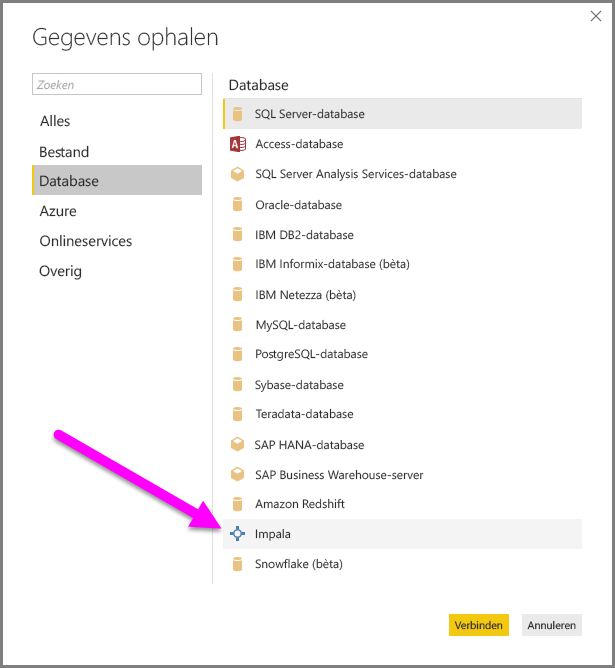 Gegevens ophalen
Zoeken
Alles
Bestand
Database
Azure
Onlineservices
Overig
Database
SQL Server-database
Access-database
SQL Server Analysis Services-database
Oracle-database
IBM DB2-database
IBM Informix-database (bèta)
IBM Netezza (bèta)
MySQL-database
PostgreSQL-database
Sybase-database
Teradata-database
SAP HANA-database
SAP Business Warehouse-server
Amazon Redshift
Impala
Snowflake (bèta)
Verbinden
Annuleren